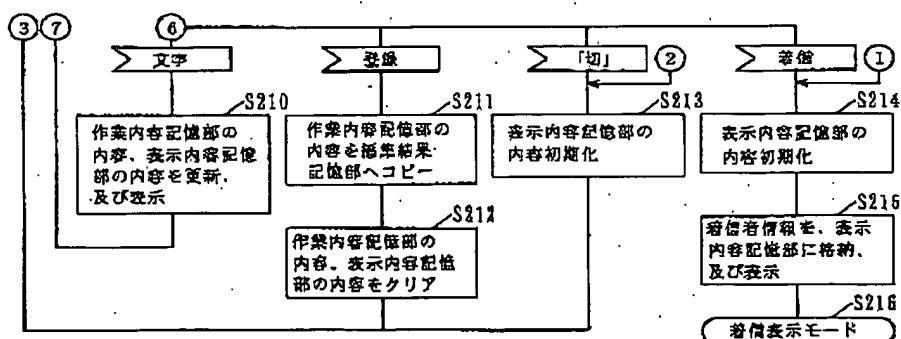 ③ ⑦ ⑥
文字
登録
「切」
②
着信
①
S210
作業内容記憶部の
内容、表示内容記憶
部の内容を更新、
及び表示
S211
作業内容記憶部の
内容を編集結果
記憶部へコピー
S212
作業内容記憶部の
内容、表示内容記憶
部の内容をクリア
S213
表示内容記憶部の
内容初期化
S214
表示内容記憶部の
内容初期化
S215
着信者情報を、表示
内容記憶部に格納、
及び表示
S216
着信表示モード